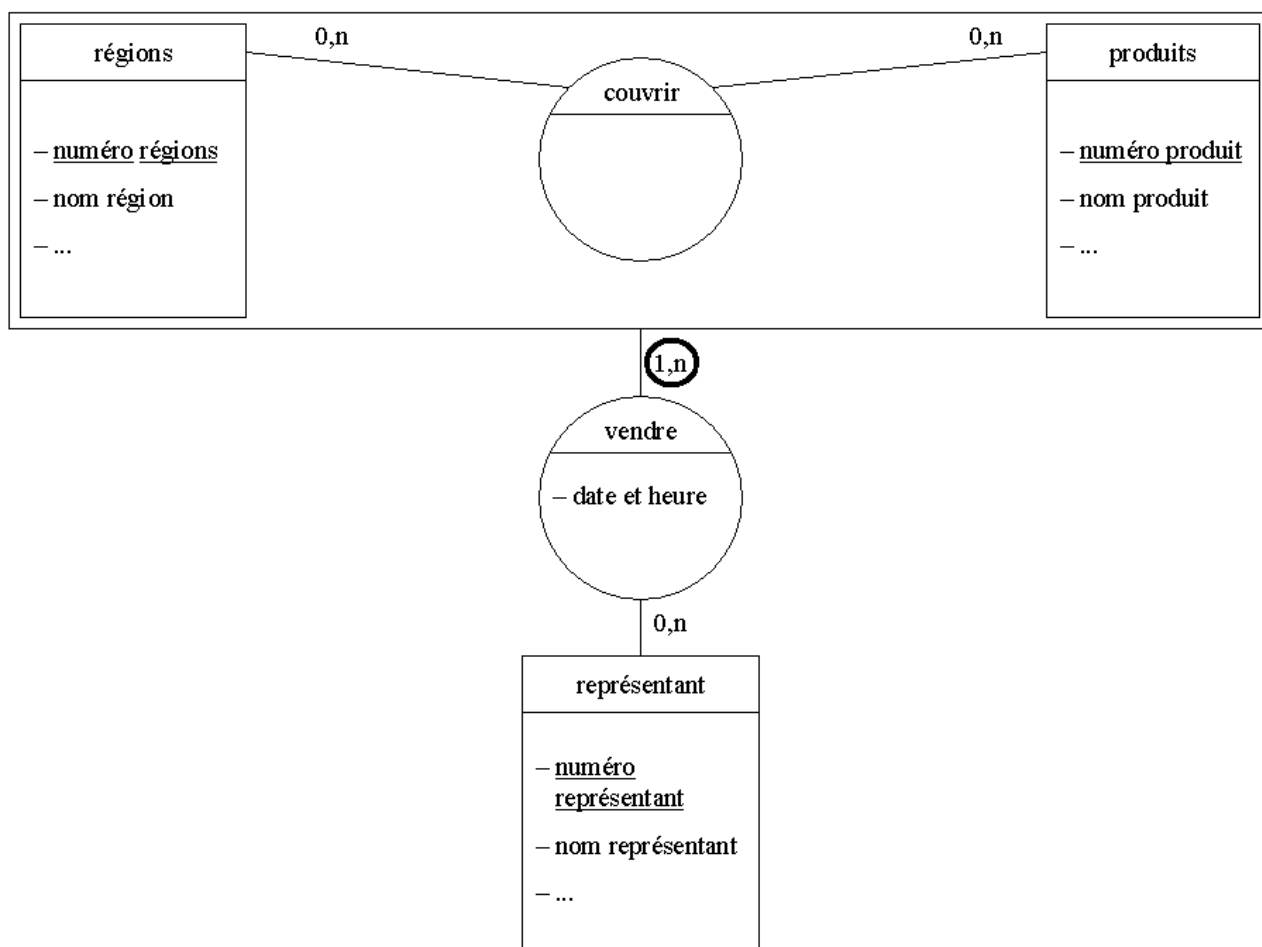 régions
0,n
0,n
produits
couvrir
– numéro régions
– nom région
– ...
– numéro produit
– nom produit
– ...
1,n
vendre
– date et heure
0,n
représentant
– numéro
représentant
– nom représentant
– ...